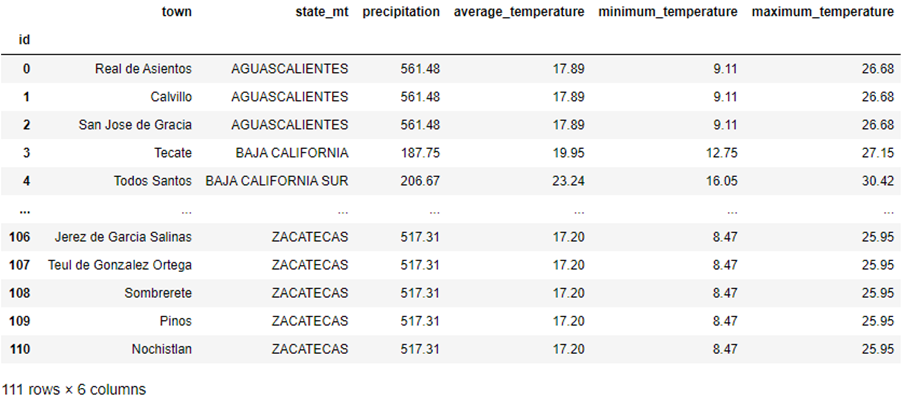 town state_mt precipitation average_temperature minimum_temperature maximum_temperature
id
0 Real de Asientos AGUASCALIENTES 561.48 17.89 9.11 26.68
1 Calvillo AGUASCALIENTES 561.48 17.89 9.11 26.68
2 San Jose de Gracia AGUASCALIENTES 561.48 17.89 9.11 26.68
3 Tecate BAJA CALIFORNIA 187.75 19.95 12.75 27.15
4 Todos Santos BAJA CALIFORNIA SUR 206.67 23.24 16.05 30.42
... ... ... ... ... ... ...
106 Jerez de Garcia Salinas ZACATECAS 517.31 17.20 8.47 25.95
107 Teul de Gonzalez Ortega ZACATECAS 517.31 17.20 8.47 25.95
108 Sombrerete ZACATECAS 517.31 17.20 8.47 25.95
109 Pinos ZACATECAS 517.31 17.20 8.47 25.95
110 Nochistlan ZACATECAS 517.31 17.20 8.47 25.95
111 rows × 6 columns